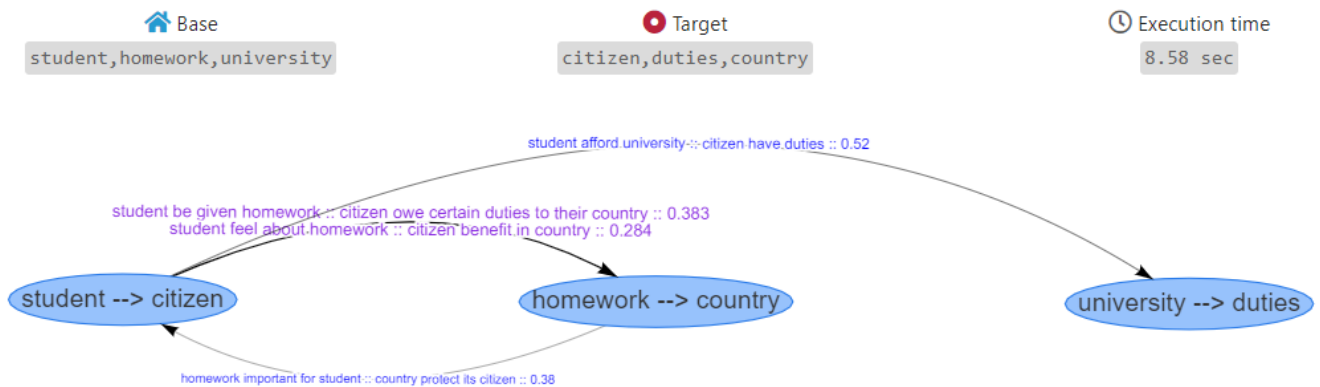 Base
Target
Execution time
student,homework,university
citizen,duties,country
8.58 sec
student afford university :: citizen have duties :: 0.52
student be given homework :: citizen owe certain duties to their country :: 0.383
student feel about homework :: citizen benefit in country :: 0.284
student --> citizen
homework --> country
university --> duties
homework important for student :: country protect its citizen :: 0.38